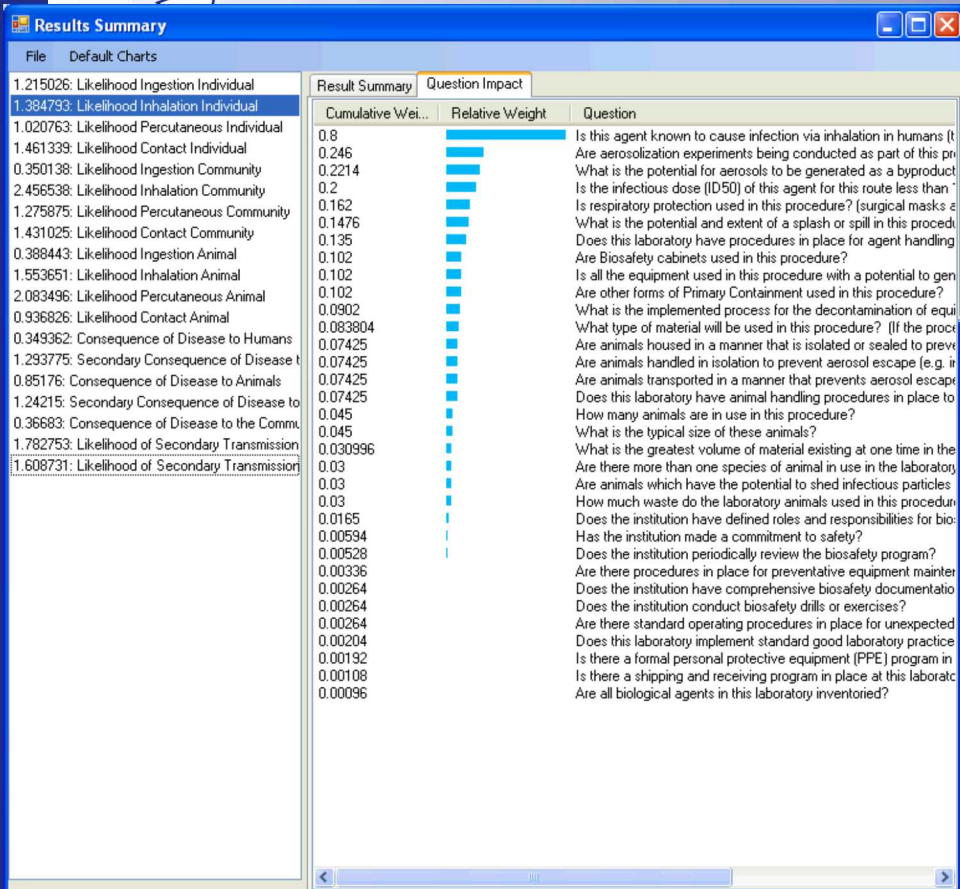 Results Summary
File Default Charts
1.215026: Likelihood Ingestion Individual
1.384793: Likelihood Inhalation Individual
1.020763: Likelihood Percutaneous Individual
1.461339: Likelihood Contact Individual
0.350138: Likelihood Ingestion Community
2.456538: Likelihood Inhalation Community
1.275875: Likelihood Percutaneous Community
1.431025: Likelihood Contact Community
0.388443: Likelihood Ingestion Animal
1.553651: Likelihood Inhalation Animal
2.083496: Likelihood Percutaneous Animal
0.936826: Likelihood Contact Animal
0.349362: Consequence of Disease to Humans
1.293775: Secondary Consequence of Disease t
0.85176: Consequence of Disease to Animals
1.24215: Secondary Consequence of Disease to
0.36683: Consequence of Disease to the Commu
1.782753: Likelihood of Secondary Transmission
1.608731: Likelihood of Secondary Transmission
Result Summary Question Impact
Cumulative Wei... Relative Weight Question
0.8 Is this agent known to cause infection via inhalation in humans (t
0.246 Are aerosolization experiments being conducted as part of this pr
0.2214 What is the potential for aerosols to be generated as a byproduct
0.2 Is the infectious dose (ID50) of this agent for this route less than
0.162 Is respiratory protection used in this procedure? (surgical masks a
0.1476 What is the potential and extent of a splash or spill in this procedu
0.135 Does this laboratory have procedures in place for agent handling
0.102 Are Biosafety cabinets used in this procedure?
0.102 Is all the equipment used in this procedure with a potential to gen
0.102 Are other forms of Primary Containment used in this procedure?
0.0902 What is the implemented process for the decontamination of equi
0.083804 What type of material will be used in this procedure? (If the proce
0.07425 Are animals housed in a manner that is isolated or sealed to preve
0.07425 Are animals handled in isolation to prevent aerosol escape (e.g. ir
0.07425 Are animals transported in a manner that prevents aerosol escape
0.07425 Does this laboratory have animal handling procedures in place to
0.045 How many animals are in use in this procedure?
0.045 What is the typical size of these animals?
0.030996 What is the greatest volume of material existing at one time in the
0.03 Are there more than one species of animal in use in the laboratory
0.03 Are animals which have the potential to shed infectious particles
0.03 How much waste do the laboratory animals used in this procedure
0.0165 Does the institution have defined roles and responsibilities for bio
0.00594 Has the institution made a commitment to safety?
0.00528 Does the institution periodically review the biosafety program?
0.00336 Are there procedures in place for preventative equipment mainter
0.00264 Does the institution have comprehensive biosafety documentatio
0.00264 Does the institution conduct biosafety drills or exercises?
0.00264 Are there standard operating procedures in place for unexpected
0.00204 Does this laboratory implement standard good laboratory practice
0.00192 Is there a formal personal protective equipment (PPE) program in
0.00108 Is there a shipping and receiving program in place at this laborato
0.00096 Are all biological agents in this laboratory inventoried?